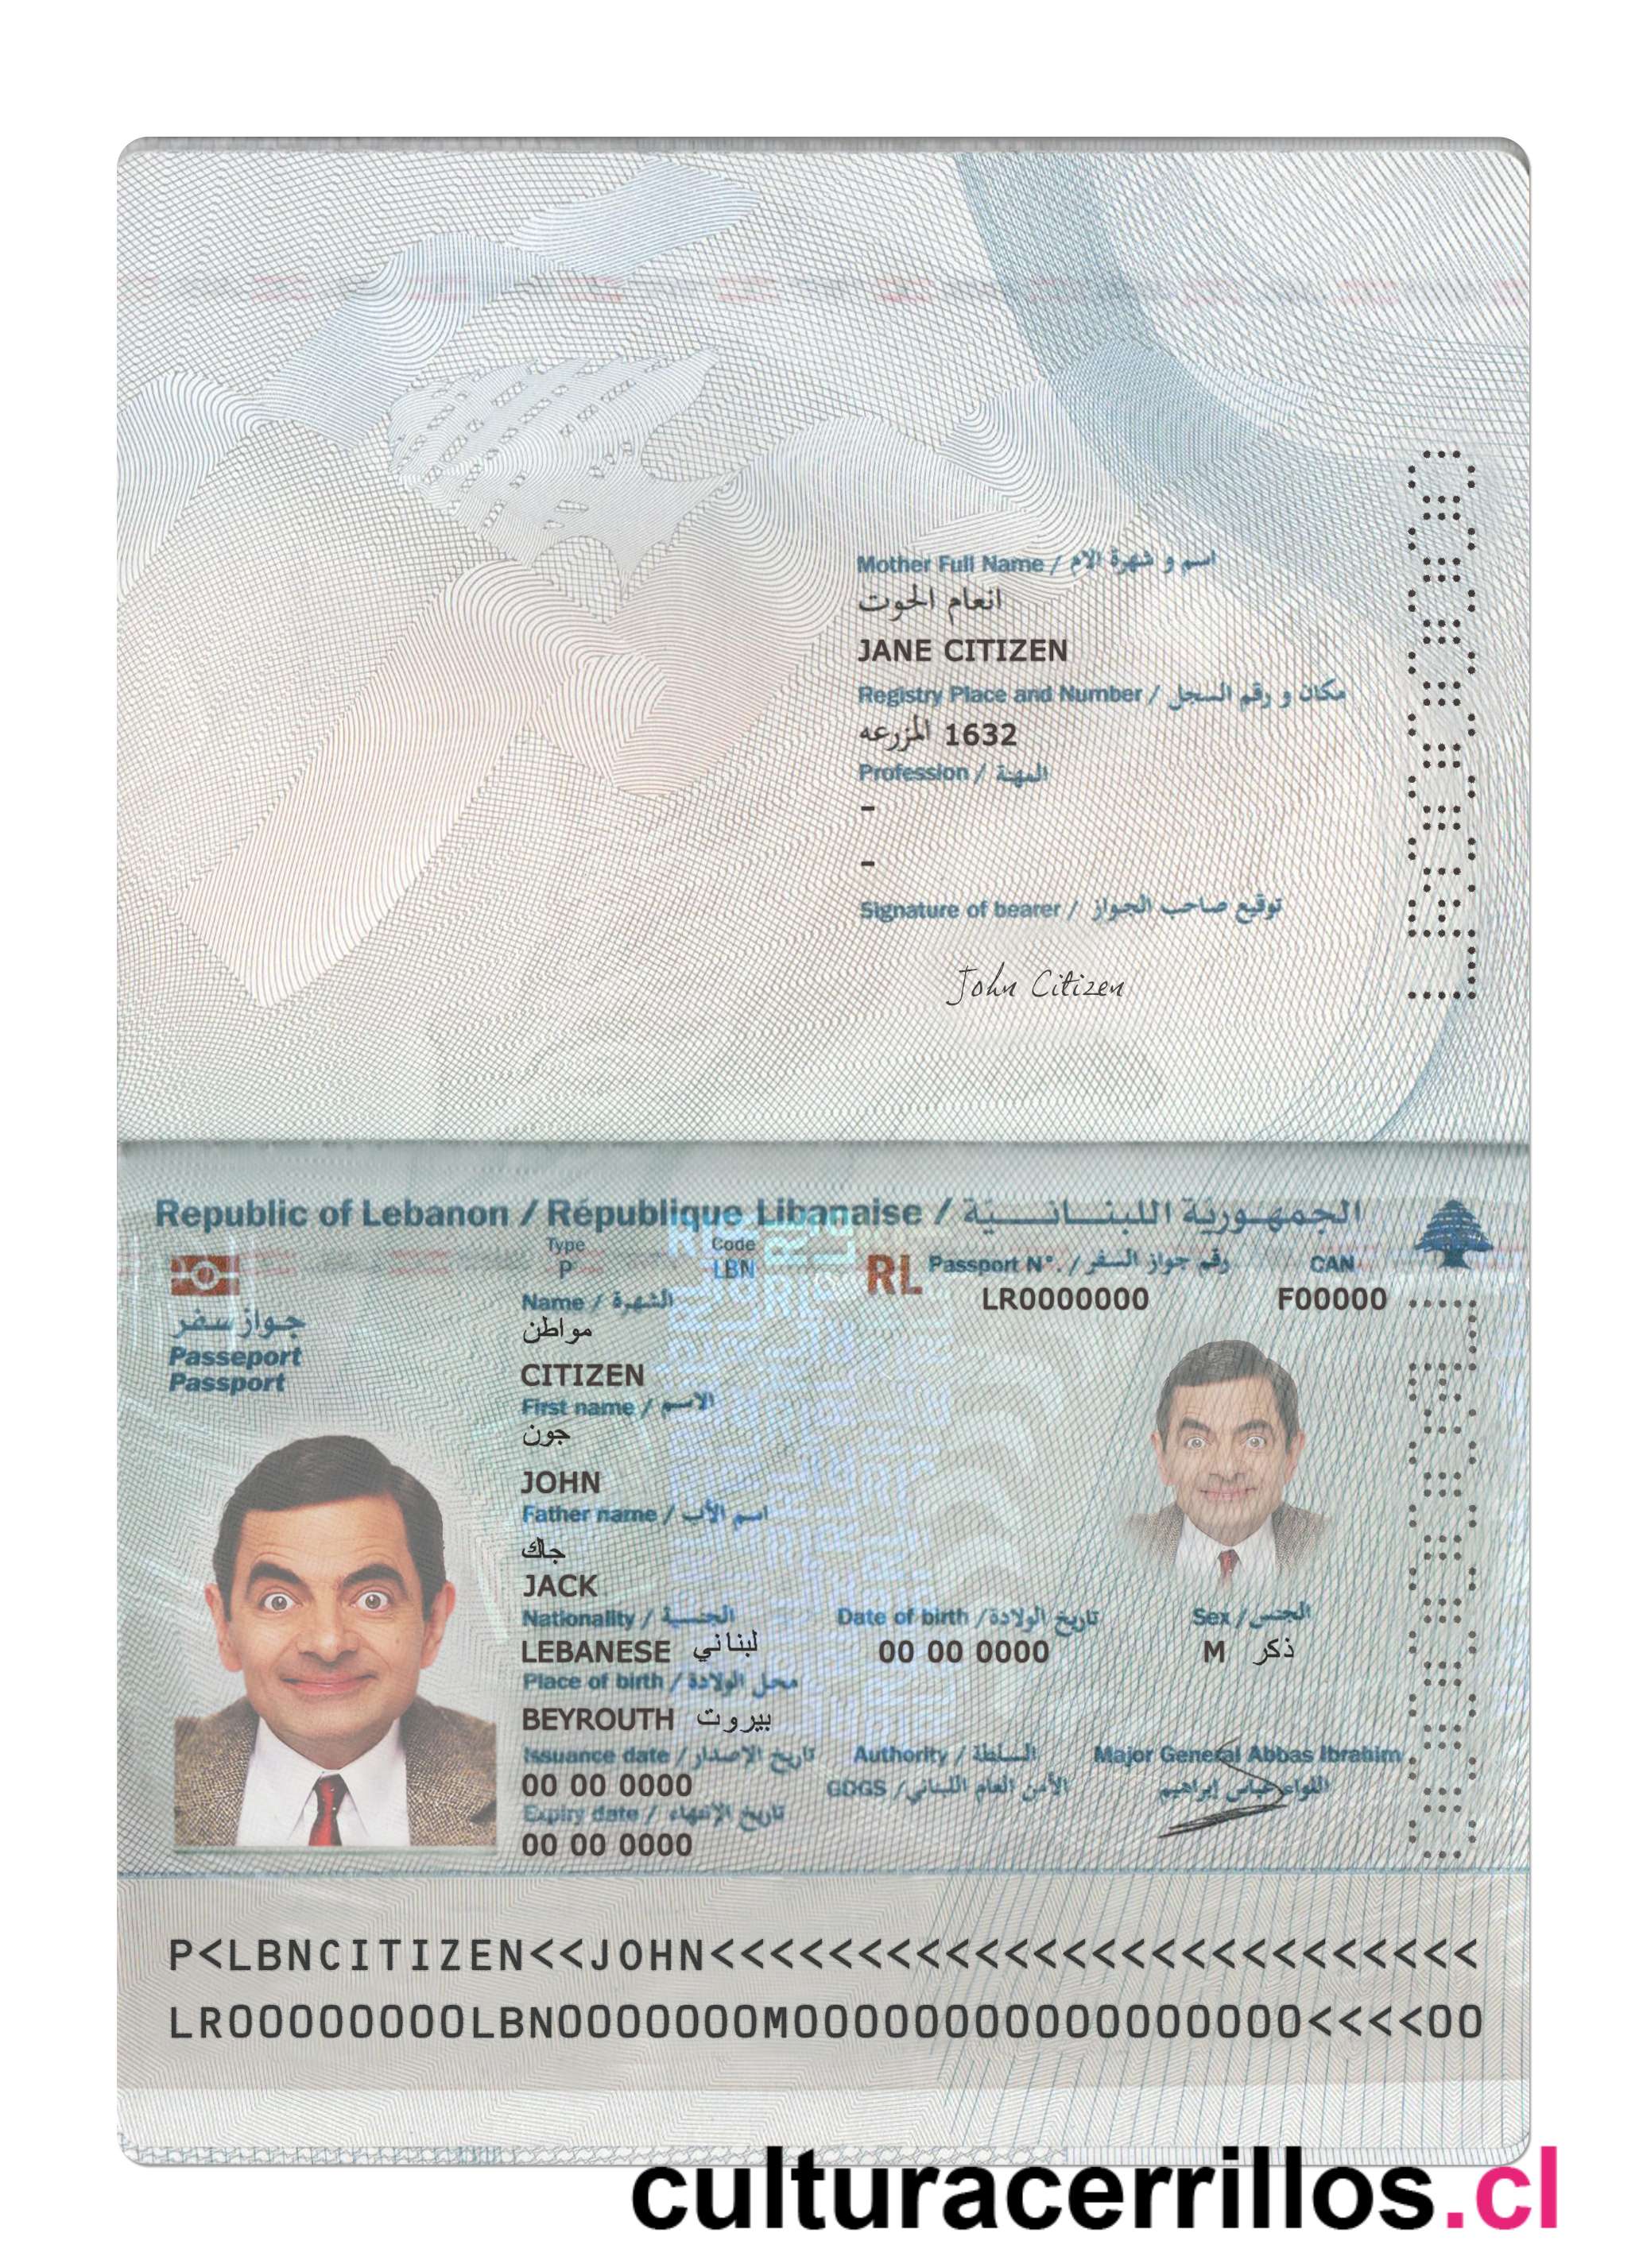 Mother Full Name / اسم و شهرة الام
انعام الحوت
JANE CITIZEN
Registry Place and Number / مكان و رقم السجل
المزرعه 1632
Profession / المهنة
-
-
Signature of bearer / توقيع صاحب الجواز
John Citizen
Republic of Lebanon / République Libanaise / الجمهورية اللبنانية
Type
P
Code
LBN
RL
Passport N°. / رقم جواز السفر
LR0000000
CAN
F00000
جواز سفر
Passeport
Passport
Name / الشهرة
مواطن
CITIZEN
First name / الاسم
جون
JOHN
Father name / اسم الأب
جاك
JACK
Nationality / الجنسية
LEBANESE لبناني
Date of birth / تاريخ الولادة
00 00 0000
Sex / الجنس
M ذكر
Place of birth / محل الولادة
BEYROUTH بيروت
Issuance date / تاريخ الإصدار
00 00 0000
Authority / السلطة
GDGS / الأمن العام اللبناني
Major General Abbas Ibrahim
اللواء عباس إبراهيم
Expiry date / تاريخ الإنتهاء
00 00 0000
P<LBNCITIZEN<<JOHN<<<<<<<<<<<<<<<<<<<<<<<<<<
LR00000000LBN0000000M00000000000000000<<<<00
culturacerrillos.cl